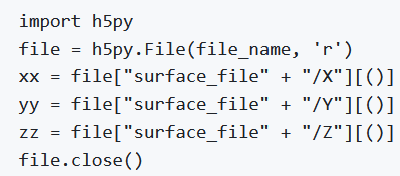 import h5py
file = h5py.File(file_name, 'r')
xx = file["surface_file" + "/X"][()]
yy = file["surface_file" + "/Y"][()]
zz = file["surface_file" + "/Z"][()]
file.close()